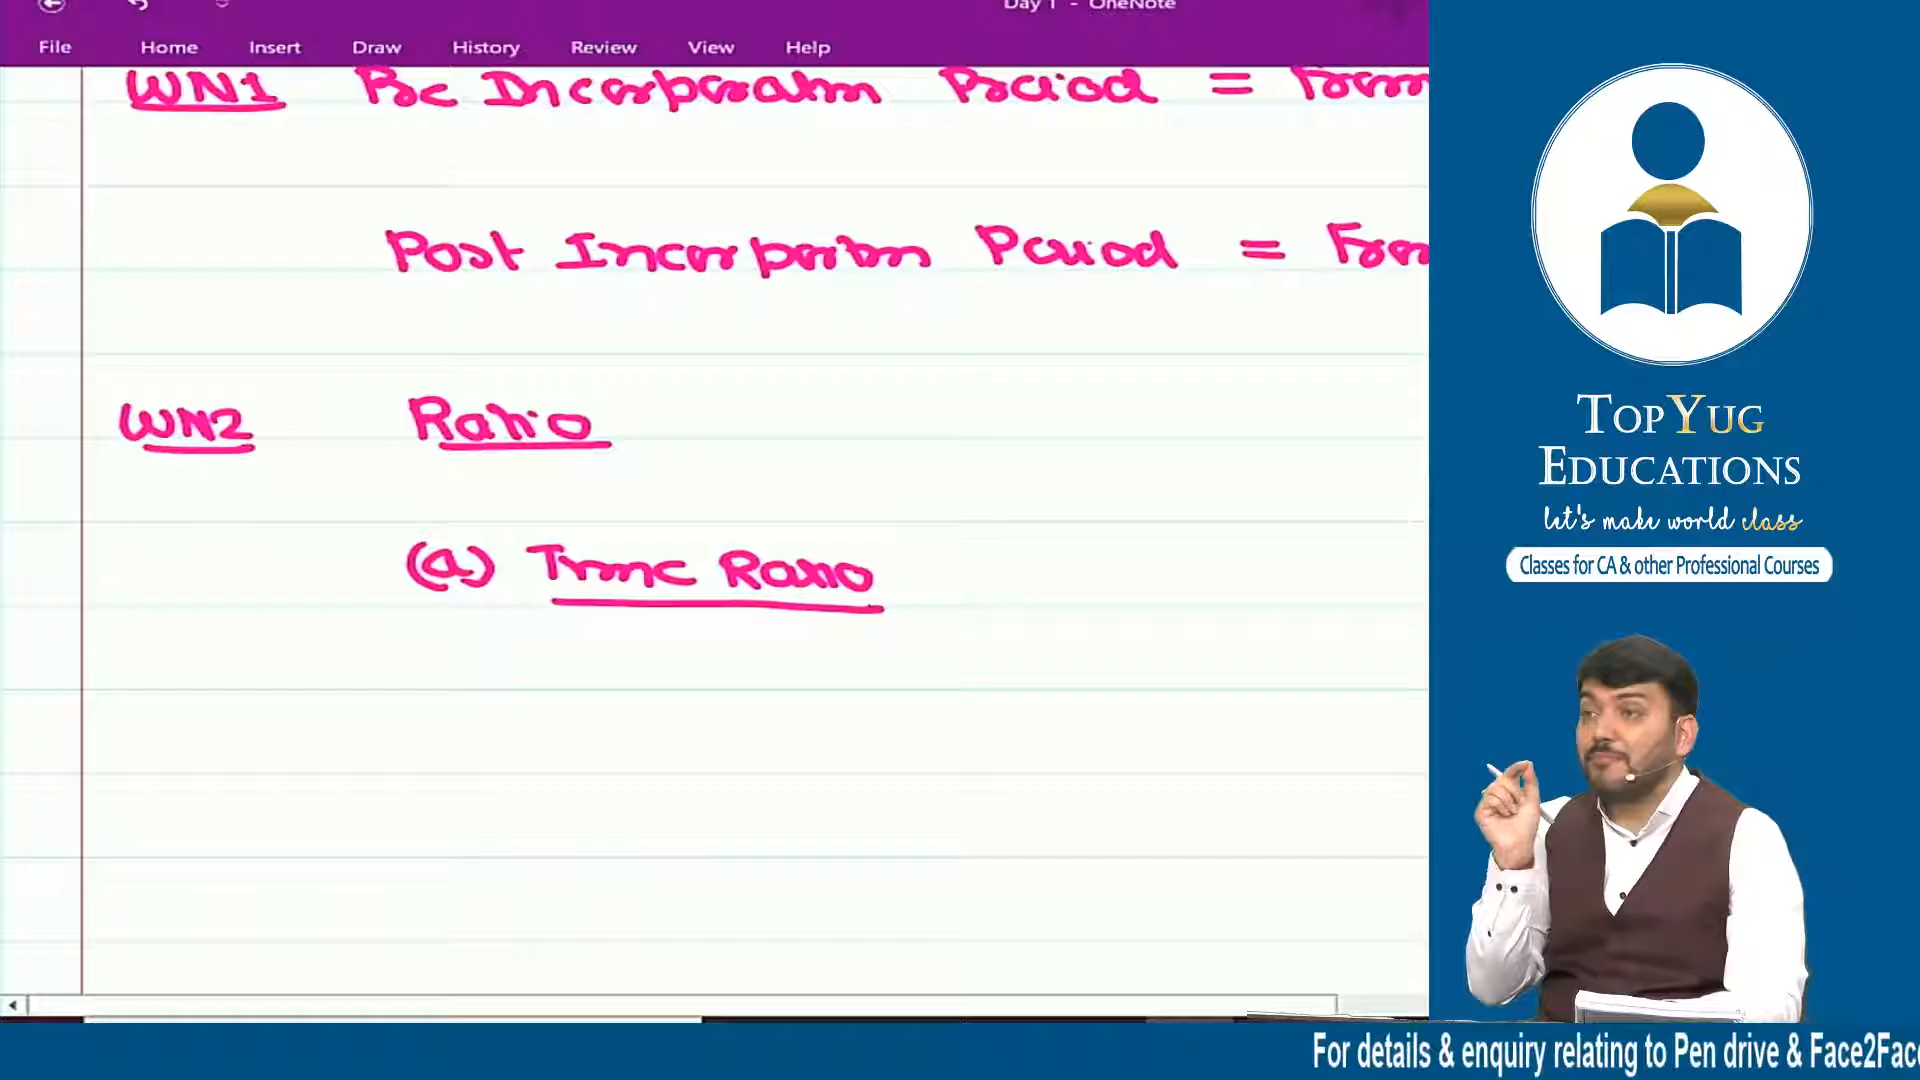 Day 1 - OneNote
File Home Insert Draw History Review View Help
WN1 Pre Incorporation Period = From
Post Incorporation Period = From
WN2 Ratio
(a) Time Ratio
TOPYUG
EDUCATIONS
let's make world class
Classes for CA & other Professional Courses
For details & enquiry relating to Pen drive & Face2Face